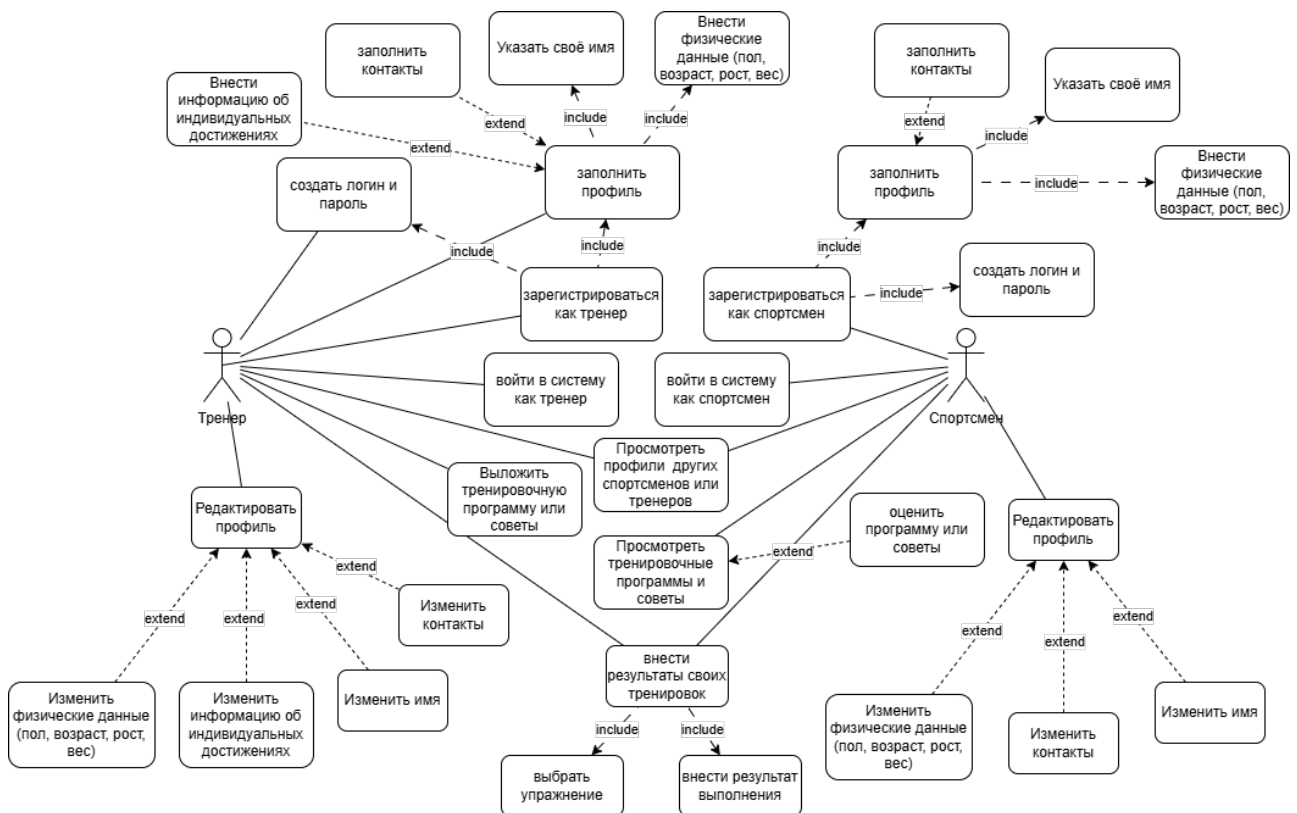 заполнить
контакты
Указать своё имя
Внести
физические
данные (пол,
возраст, рост, вес)
заполнить
контакты
Внести
информацию об
индивидуальных
достижениях
Указать своё имя
extend
include
include
extend
extend
include
заполнить
профиль
заполнить
профиль
include
Внести
физические
данные (пол,
возраст, рост, вес)
создать логин и
пароль
include
include
include
зарегистрироваться
как тренер
зарегистрироваться
как спортсмен
include
создать логин и
пароль
Тренер
войти в систему
как тренер
войти в систему
как спортсмен
Спортсмен
Просмотреть
профили других
спортсменов или
тренеров
Выложить
тренировочную
программу или
советы
Редактировать
профиль
оценить
программу или
советы
Редактировать
профиль
extend
Просмотреть
тренировочные
программы и
советы
extend
Изменить
контакты
extend
extend
extend
extend
extend
extend
внести
результаты своих
тренировок
Изменить
физические данные
(пол, возраст, рост,
вес)
Изменить
информацию об
индивидуальных
достижениях
Изменить имя
Изменить
физические данные
(пол, возраст, рост,
вес)
Изменить
контакты
Изменить имя
include
include
выбрать
упражнение
внести результат
выполнения